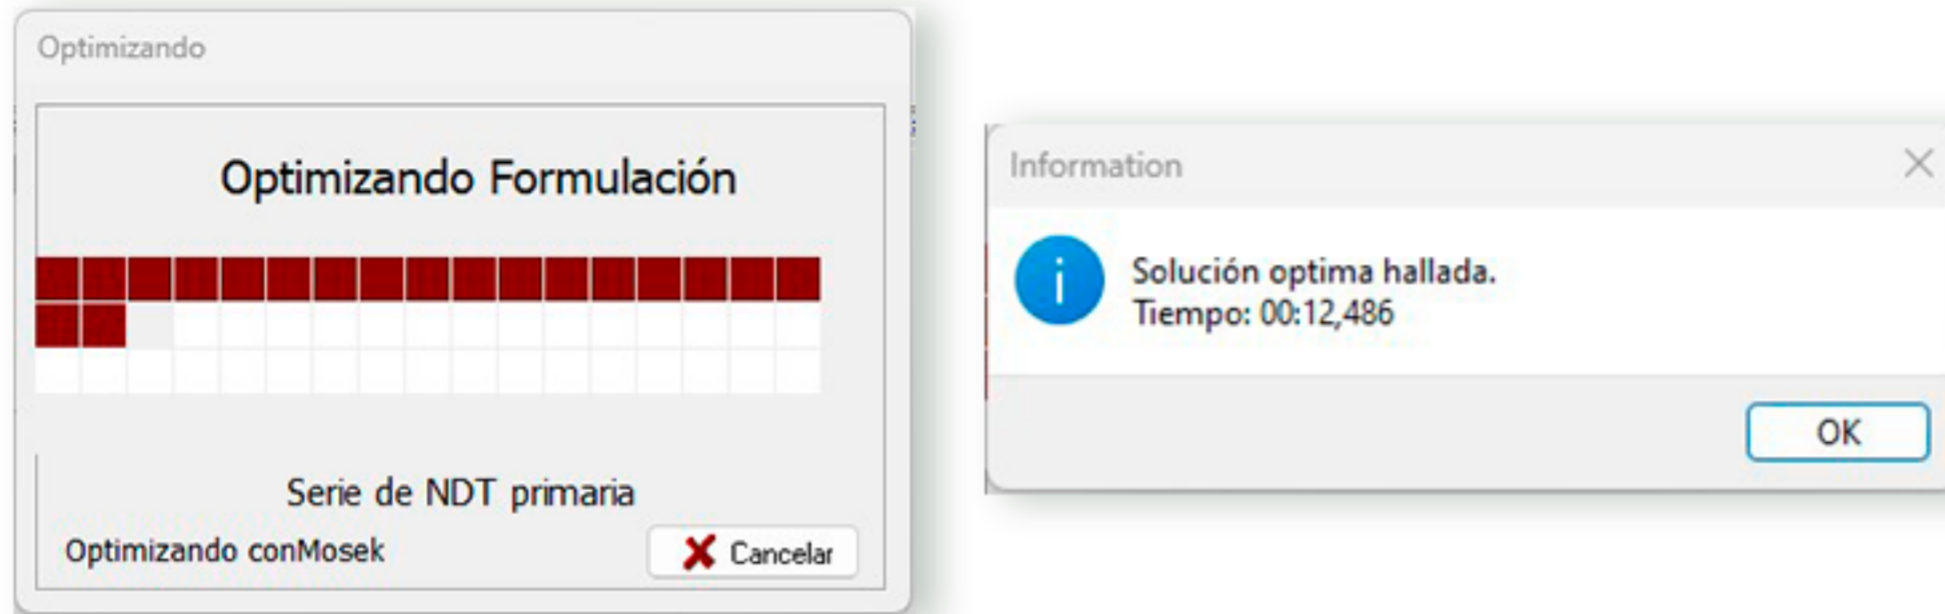 Optimizando
Optimizando Formulación
Serie de NDT primaria
Optimizando conMosek
Cancelar
Information
i
Solución optima hallada.
Tiempo: 00:12,486
OK